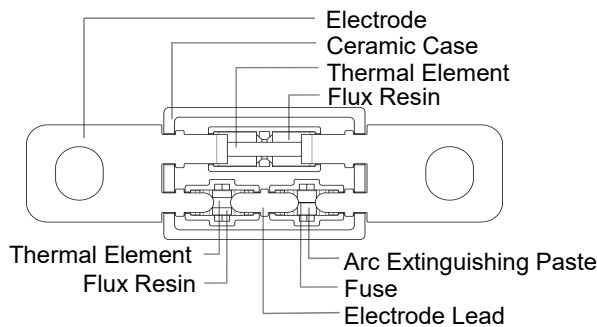 Electrode
Ceramic Case
Thermal Element
Flux Resin
Thermal Element
Flux Resin
Arc Extinguishing Paste
Fuse
Electrode Lead